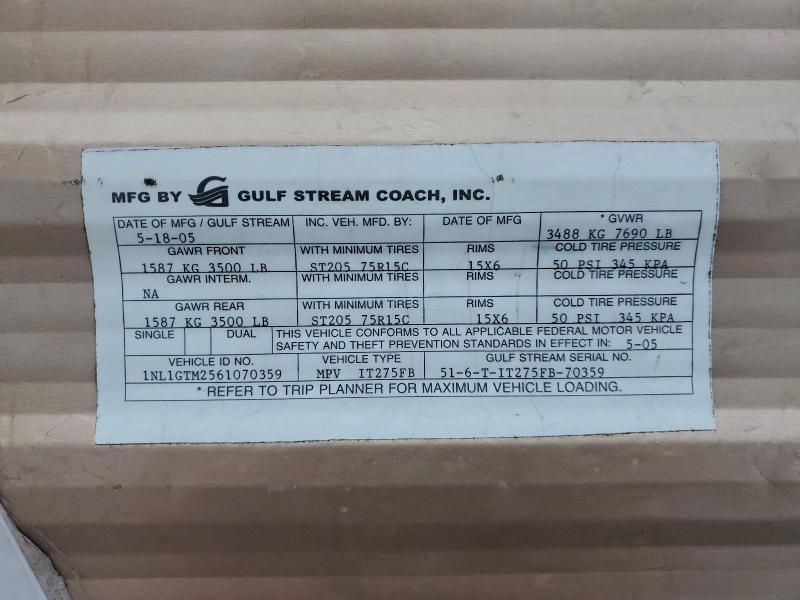 MFG BY GULF STREAM COACH, INC.
DATE OF MFG / GULF STREAM INC. VEH. MFD. BY: DATE OF MFG * GVWR
5-18-05 3488 KG 7690 LB
GAWR FRONT WITH MINIMUM TIRES RIMS COLD TIRE PRESSURE
1587 KG 3500 LB ST205 75R15C 15X6 50 PSI 345 KPA
GAWR INTERM. WITH MINIMUM TIRES RIMS COLD TIRE PRESSURE
NA
GAWR REAR WITH MINIMUM TIRES RIMS COLD TIRE PRESSURE
1587 KG 3500 LB ST205 75R15C 15X6 50 PSI 345 KPA
SINGLE DUAL THIS VEHICLE CONFORMS TO ALL APPLICABLE FEDERAL MOTOR VEHICLE
SAFETY AND THEFT PREVENTION STANDARDS IN EFFECT IN: 5-05
VEHICLE ID NO. VEHICLE TYPE GULF STREAM SERIAL NO.
1NL1GTM2561070359 MPV IT275FB 51-6-T-IT275FB-70359
* REFER TO TRIP PLANNER FOR MAXIMUM VEHICLE LOADING.